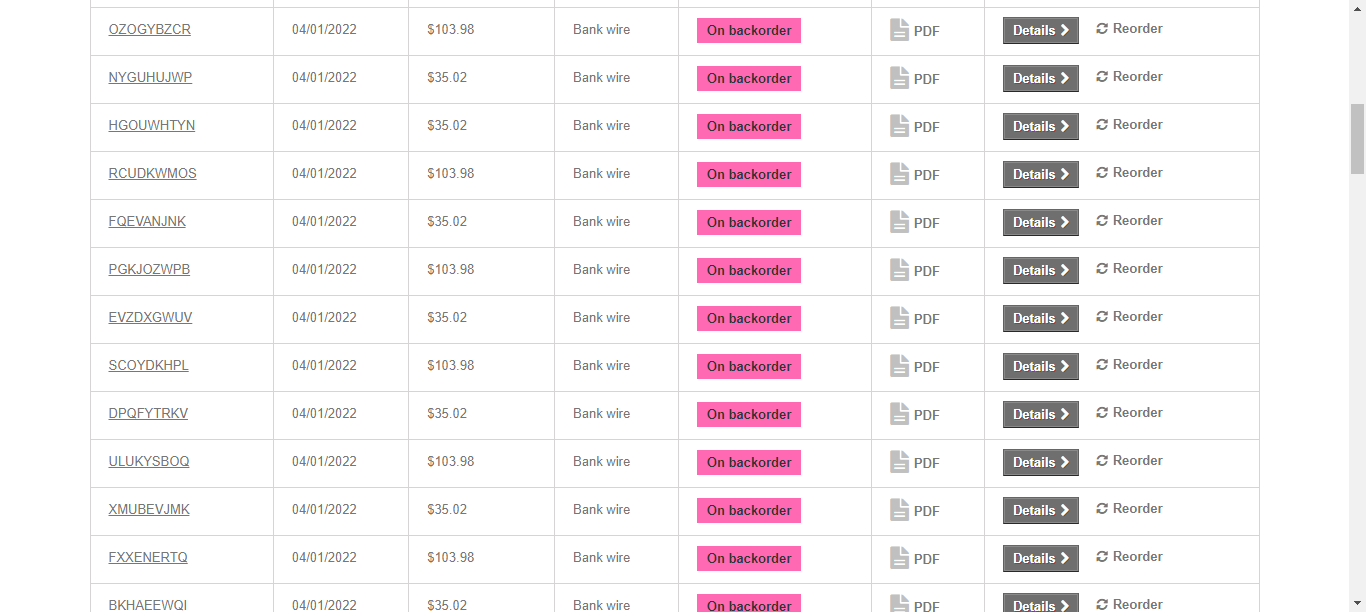 OZOGYBZCR 04/01/2022 $103.98 Bank wire On backorder PDF Details Reorder
NYGUHUJWP 04/01/2022 $35.02 Bank wire On backorder PDF Details Reorder
HGOUWHTYN 04/01/2022 $35.02 Bank wire On backorder PDF Details Reorder
RCUDKWMOS 04/01/2022 $103.98 Bank wire On backorder PDF Details Reorder
FQEVANJNK 04/01/2022 $35.02 Bank wire On backorder PDF Details Reorder
PGKJOZWPB 04/01/2022 $103.98 Bank wire On backorder PDF Details Reorder
EVZDXGWUV 04/01/2022 $35.02 Bank wire On backorder PDF Details Reorder
SCOYDKHPL 04/01/2022 $103.98 Bank wire On backorder PDF Details Reorder
DPQFYTRKV 04/01/2022 $35.02 Bank wire On backorder PDF Details Reorder
ULUKYSBOQ 04/01/2022 $103.98 Bank wire On backorder PDF Details Reorder
XMUBEVJMK 04/01/2022 $35.02 Bank wire On backorder PDF Details Reorder
FXXENERTQ 04/01/2022 $103.98 Bank wire On backorder PDF Details Reorder
BKHAEEWQI 04/01/2022 $35.02 Bank wire On backorder PDF Details Reorder